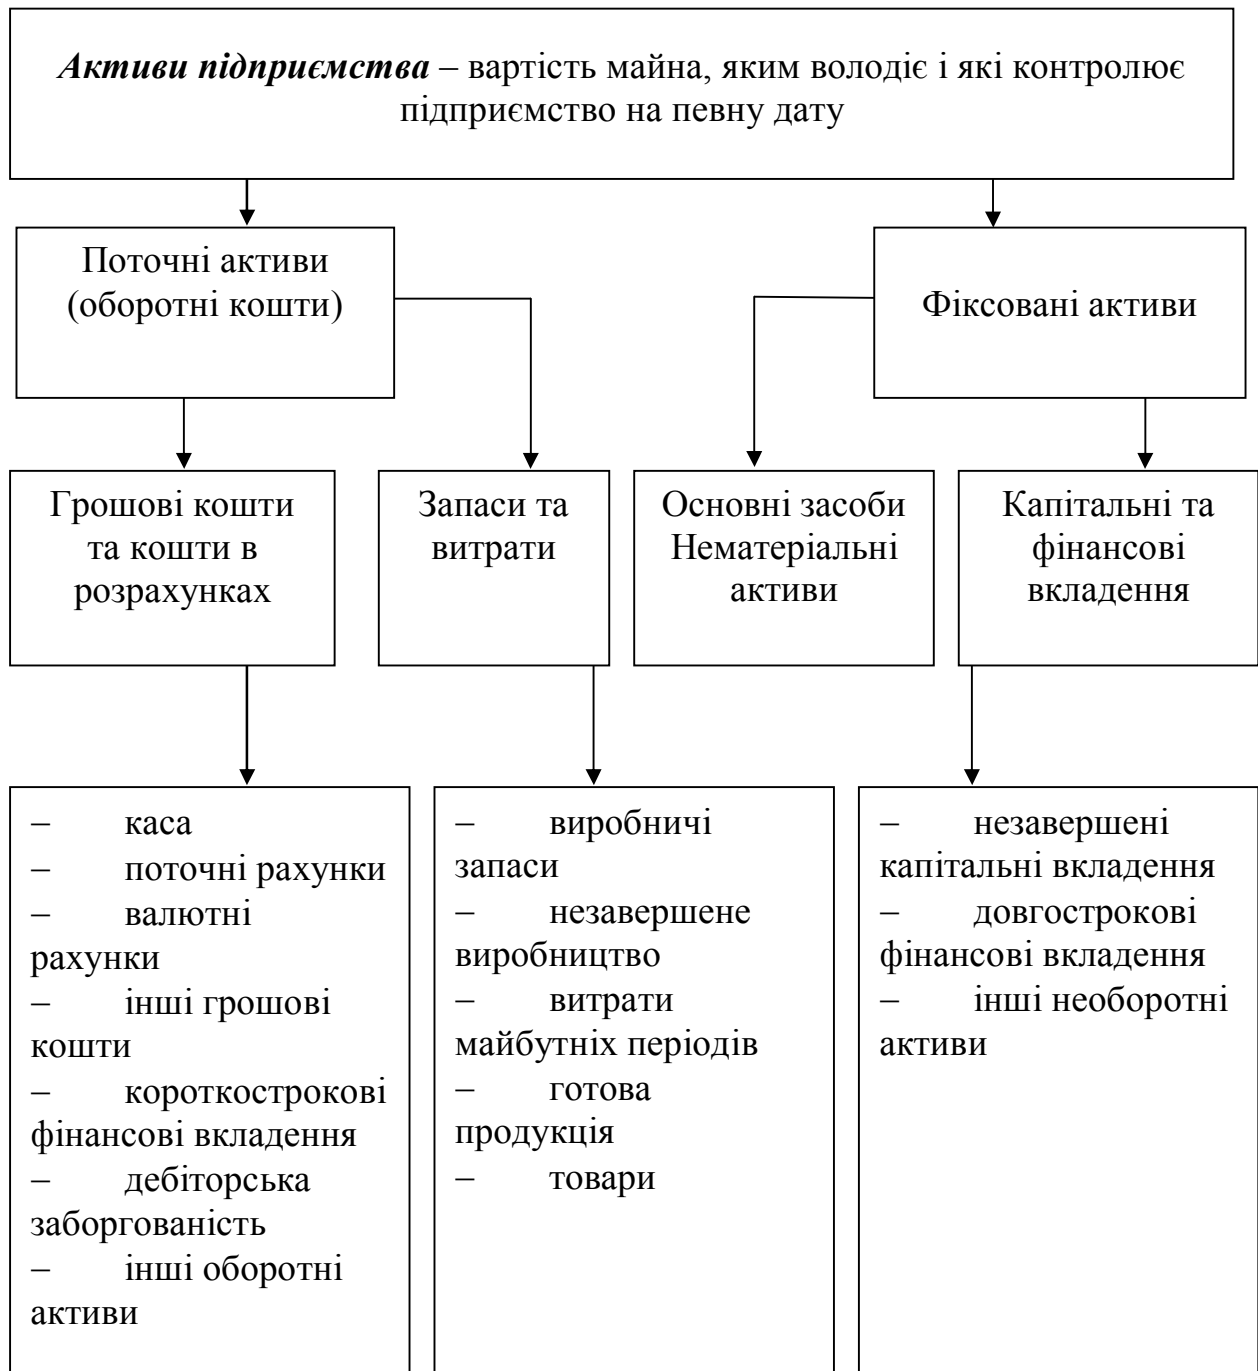 Активи підприємства – вартість майна, яким володіє і які контролює
підприємство на певну дату
Поточні активи
(оборотні кошти)
Фіксовані активи
Грошові кошти
та кошти в
розрахунках
Запаси та
витрати
Основні засоби
Нематеріальні
активи
Капітальні та
фінансові
вкладення
– каса
– поточні рахунки
– валютні
рахунки
– інші грошові
кошти
– короткострокові
фінансові вкладення
– дебіторська
заборгованість
– інші оборотні
активи
– виробничі
запаси
– незавершене
виробництво
– витрати
майбутніх періодів
– готова
продукція
– товари
– незавершені
капітальні вкладення
– довгострокові
фінансові вкладення
– інші необоротні
активи